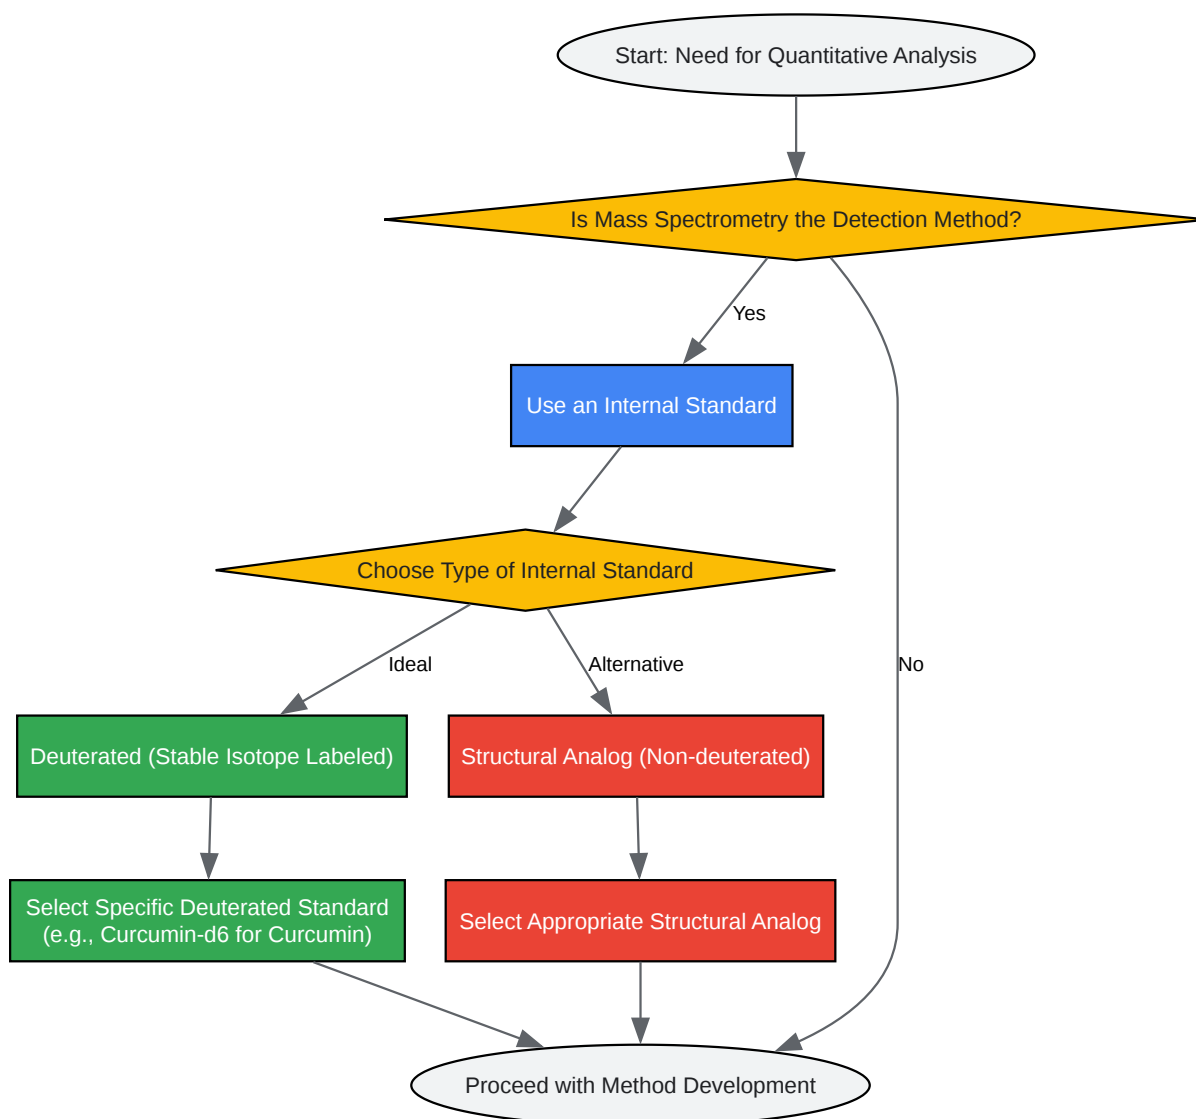 Start: Need for Quantitative Analysis
Is Mass Spectrometry the Detection Method?
Yes
Use an Internal Standard
Choose Type of Internal Standard
Ideal
Alternative
No
Deuterated (Stable Isotope Labeled)
Structural Analog (Non-deuterated)
Select Specific Deuterated Standard
(e.g., Curcumin-d6 for Curcumin)
Select Appropriate Structural Analog
Proceed with Method Development